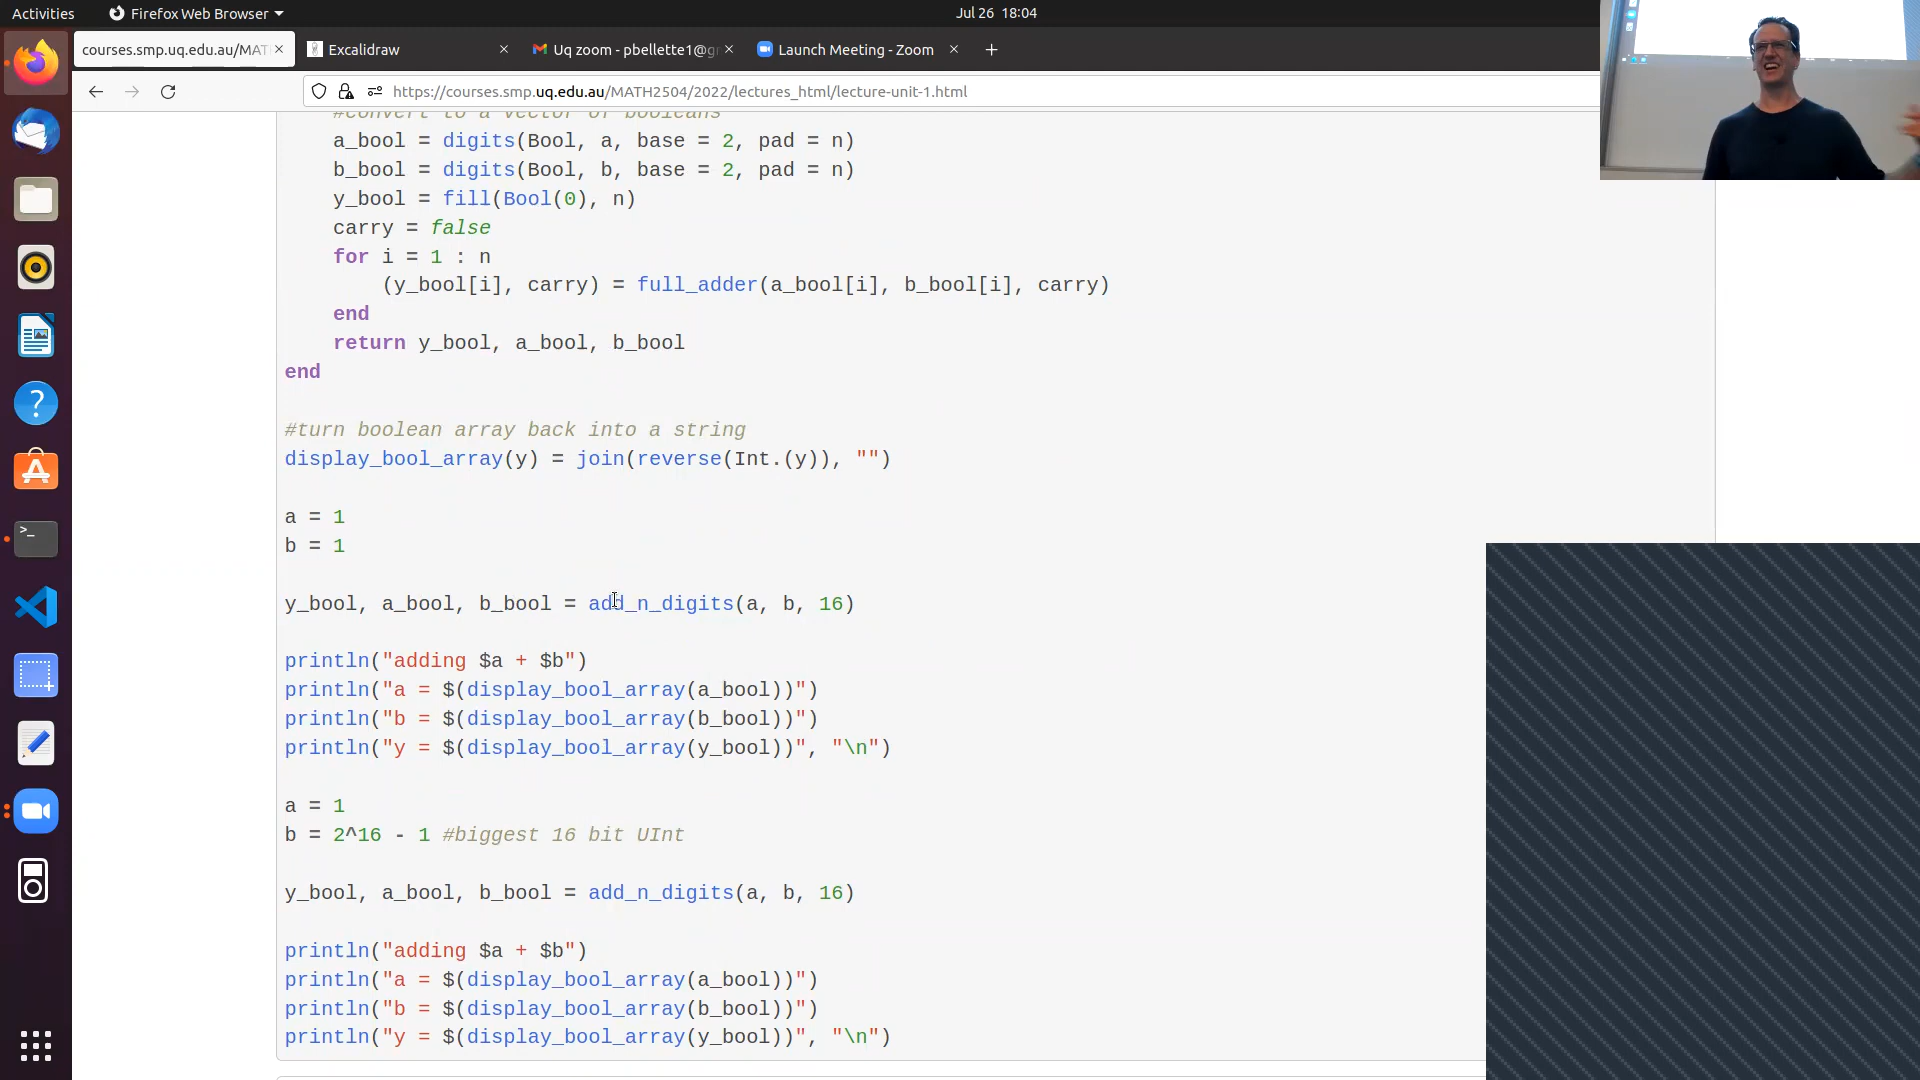 Activities
Firefox Web Browser
Jul 26 18:04
courses.smp.uq.edu.au/MAT
Excalidraw
Uq zoom - pbellette1@g
Launch Meeting - Zoom
https://courses.smp.uq.edu.au/MATH2504/2022/lectures_html/lecture-unit-1.html
#convert to a vector of booleans
a_bool = digits(Bool, a, base = 2, pad = n)
b_bool = digits(Bool, b, base = 2, pad = n)
y_bool = fill(Bool(0), n)
carry = false
for i = 1 : n
(y_bool[i], carry) = full_adder(a_bool[i], b_bool[i], carry)
end
return y_bool, a_bool, b_bool
end
#turn boolean array back into a string
display_bool_array(y) = join(reverse(Int.(y)), "")
a = 1
b = 1
y_bool, a_bool, b_bool = add_n_digits(a, b, 16)
println("adding $a + $b")
println("a = $(display_bool_array(a_bool))")
println("b = $(display_bool_array(b_bool))")
println("y = $(display_bool_array(y_bool))", "\n")
a = 1
b = 2^16 - 1 #biggest 16 bit UInt
y_bool, a_bool, b_bool = add_n_digits(a, b, 16)
println("adding $a + $b")
println("a = $(display_bool_array(a_bool))")
println("b = $(display_bool_array(b_bool))")
println("y = $(display_bool_array(y_bool))", "\n")